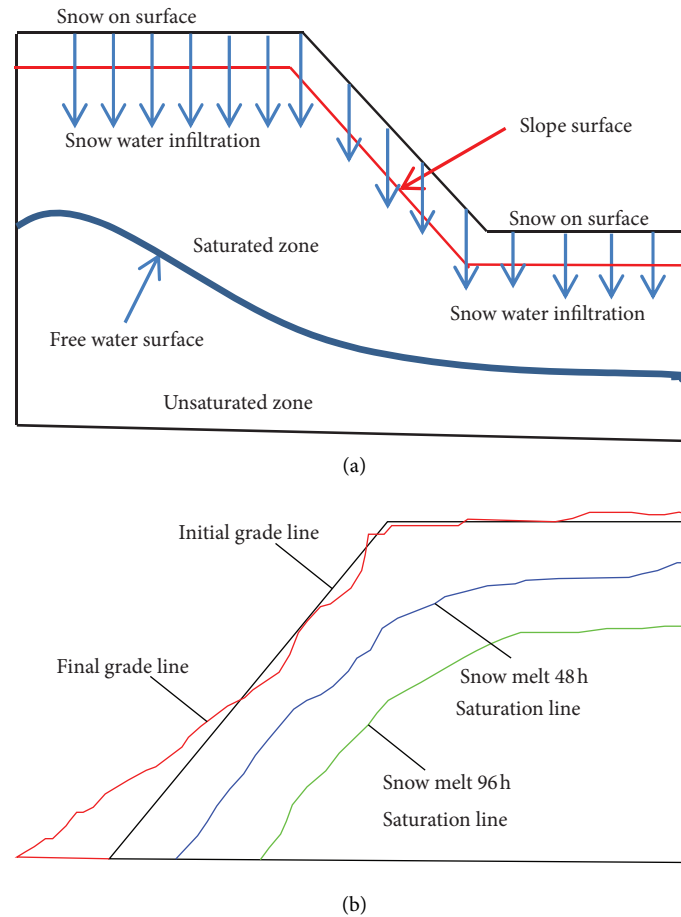 Snow on surface
Snow water infiltration
Slope surface
Snow on surface
Saturated zone
Snow water infiltration
Free water surface
Unsaturated zone
(a)
Initial grade line
Final grade line
Snow melt 48 h
Saturation line
Snow melt 96 h
Saturation line
(b)